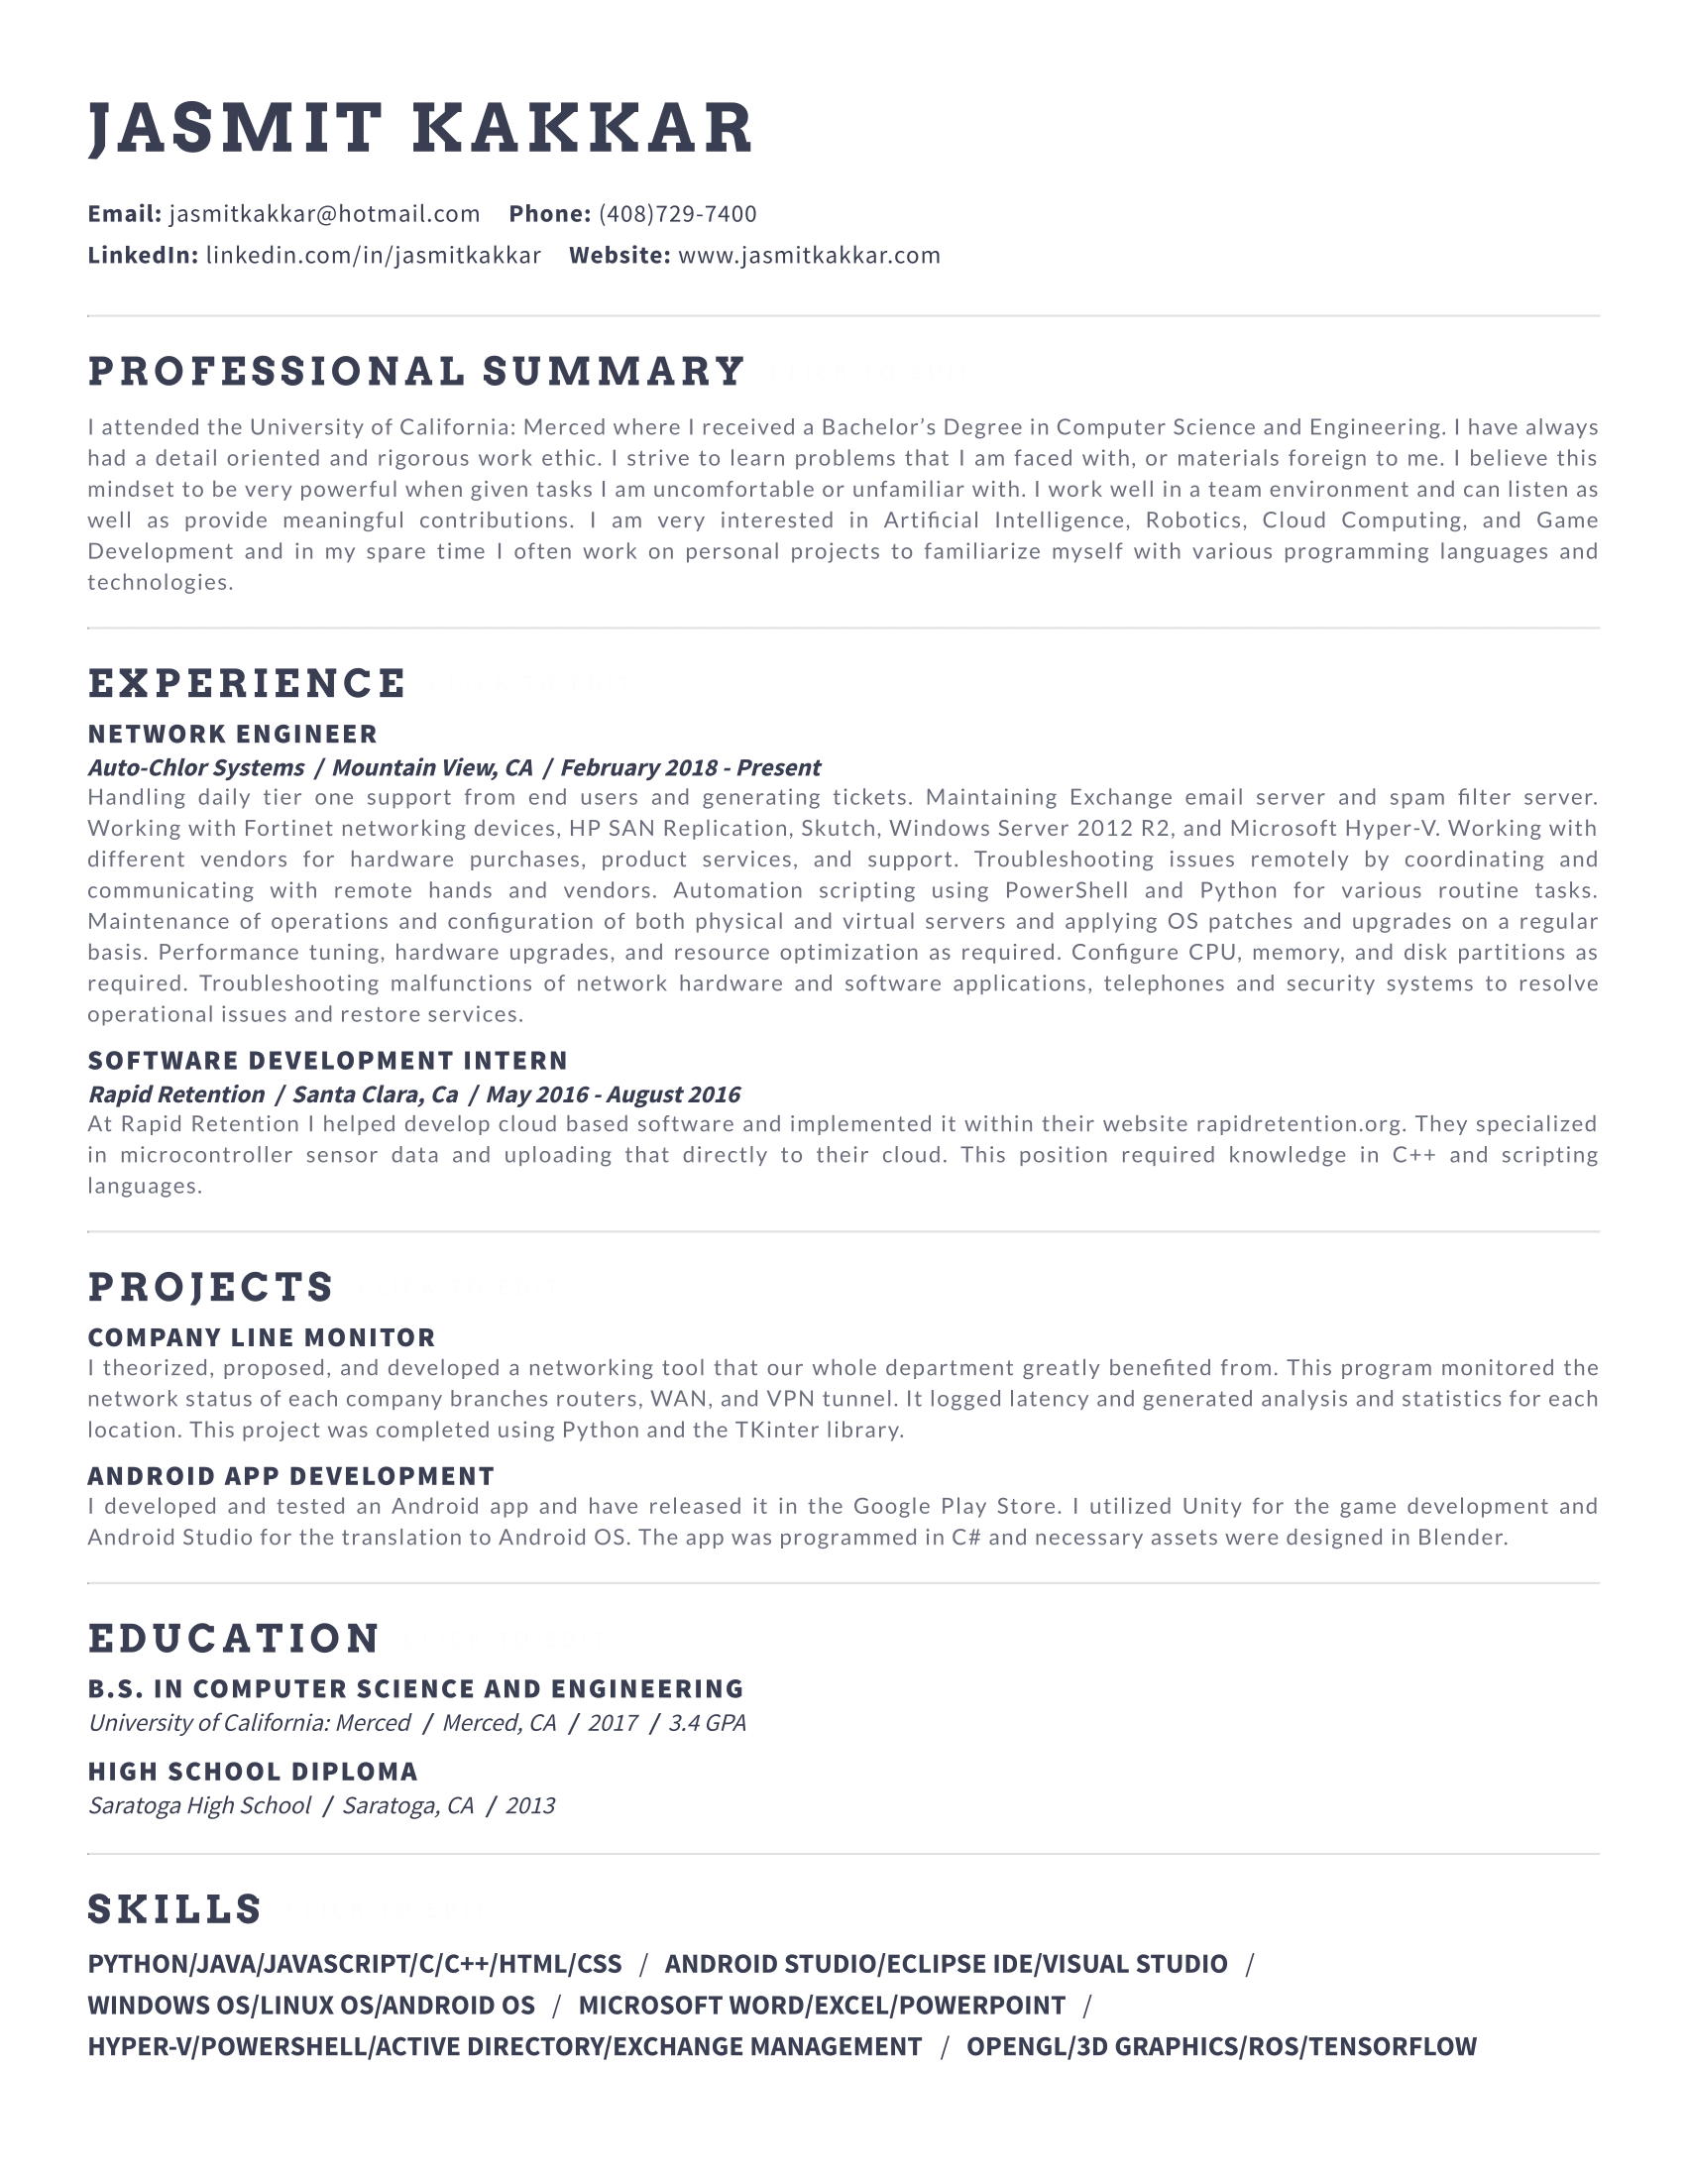 JASMIT KAKKAR
Email: jasmitkakkar@hotmail.com Phone: (408)729-7400
LinkedIn: linkedin.com/in/jasmitkakkar Website: www.jasmitkakkar.com
PROFESSIONAL SUMMARY
I attended the University of California: Merced where I received a Bachelor’s Degree in Computer Science and Engineering. I have always
had a detail oriented and rigorous work ethic. I strive to learn problems that I am faced with, or materials foreign to me. I believe this
mindset to be very powerful when given tasks I am uncomfortable or unfamiliar with. I work well in a team environment and can listen as
well as provide meaningful contributions. I am very interested in Artificial Intelligence, Robotics, Cloud Computing, and Game
Development and in my spare time I often work on personal projects to familiarize myself with various programming languages and
technologies.
EXPERIENCE
NETWORK ENGINEER
Auto-Chlor Systems / Mountain View, CA / February 2018 - Present
Handling daily tier one support from end users and generating tickets. Maintaining Exchange email server and spam filter server.
Working with Fortinet networking devices, HP SAN Replication, Skutch, Windows Server 2012 R2, and Microsoft Hyper-V. Working with
different vendors for hardware purchases, product services, and support. Troubleshooting issues remotely by coordinating and
communicating with remote hands and vendors. Automation scripting using PowerShell and Python for various routine tasks.
Maintenance of operations and configuration of both physical and virtual servers and applying OS patches and upgrades on a regular
basis. Performance tuning, hardware upgrades, and resource optimization as required. Configure CPU, memory, and disk partitions as
required. Troubleshooting malfunctions of network hardware and software applications, telephones and security systems to resolve
operational issues and restore services.
SOFTWARE DEVELOPMENT INTERN
Rapid Retention / Santa Clara, Ca / May 2016 - August 2016
At Rapid Retention I helped develop cloud based software and implemented it within their website rapidretention.org. They specialized
in microcontroller sensor data and uploading that directly to their cloud. This position required knowledge in C++ and scripting
languages.
PROJECTS
COMPANY LINE MONITOR
I theorized, proposed, and developed a networking tool that our whole department greatly benefited from. This program monitored the
network status of each company branches routers, WAN, and VPN tunnel. It logged latency and generated analysis and statistics for each
location. This project was completed using Python and the TKinter library.
ANDROID APP DEVELOPMENT
I developed and tested an Android app and have released it in the Google Play Store. I utilized Unity for the game development and
Android Studio for the translation to Android OS. The app was programmed in C# and necessary assets were designed in Blender.
EDUCATION
B.S. IN COMPUTER SCIENCE AND ENGINEERING
University of California: Merced / Merced, CA / 2017 / 3.4 GPA
HIGH SCHOOL DIPLOMA
Saratoga High School / Saratoga, CA / 2013
SKILLS
PYTHON/JAVA/JAVASCRIPT/C/C++/HTML/CSS / ANDROID STUDIO/ECLIPSE IDE/VISUAL STUDIO /
WINDOWS OS/LINUX OS/ANDROID OS / MICROSOFT WORD/EXCEL/POWERPOINT /
HYPER-V/POWERSHELL/ACTIVE DIRECTORY/EXCHANGE MANAGEMENT / OPENGL/3D GRAPHICS/ROS/TENSORFLOW